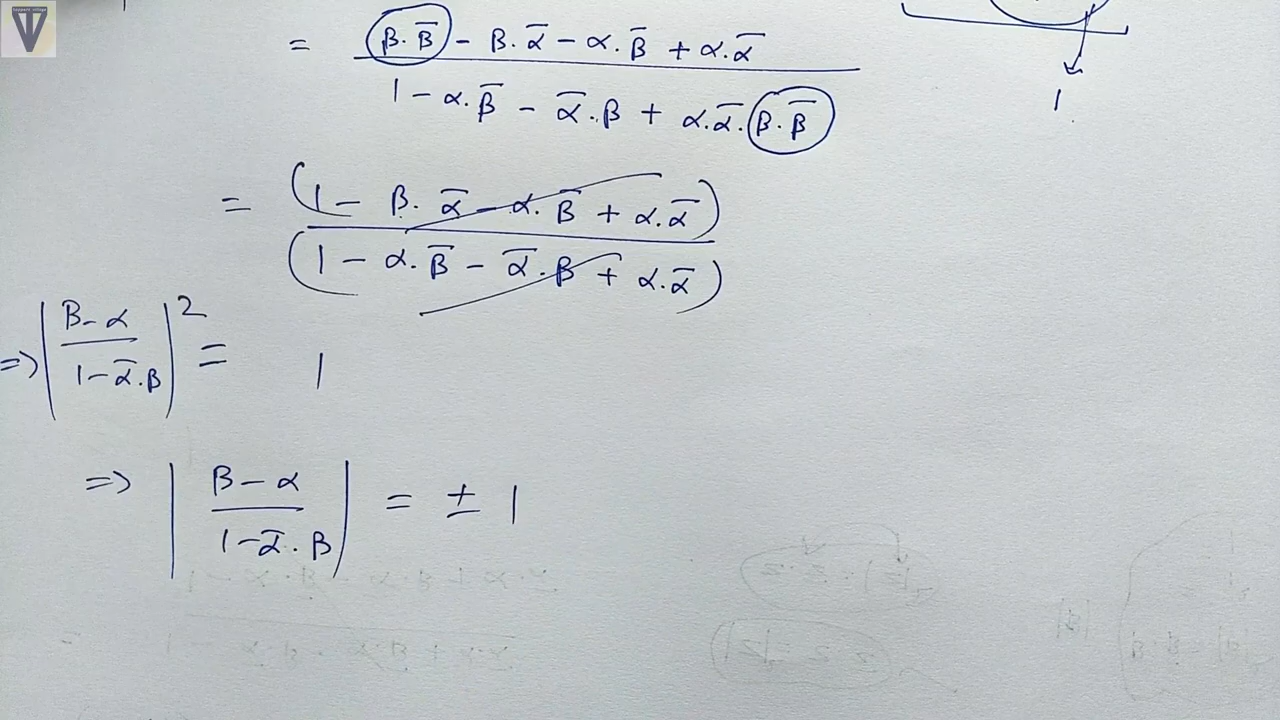 = β.β̅ - β.α̅ - α.β̅ + α.α̅
1 - α.β̅ - α̅.β + α.α̅.β.β̅
1
= (1 - β.α̅ - α.β̅ + α.α̅)
(1 - α.β̅ - α̅.β + α.α̅)
=> |β-α / 1-α̅.β|² = 1
=> |β-α / 1-α̅.β| = ± 1